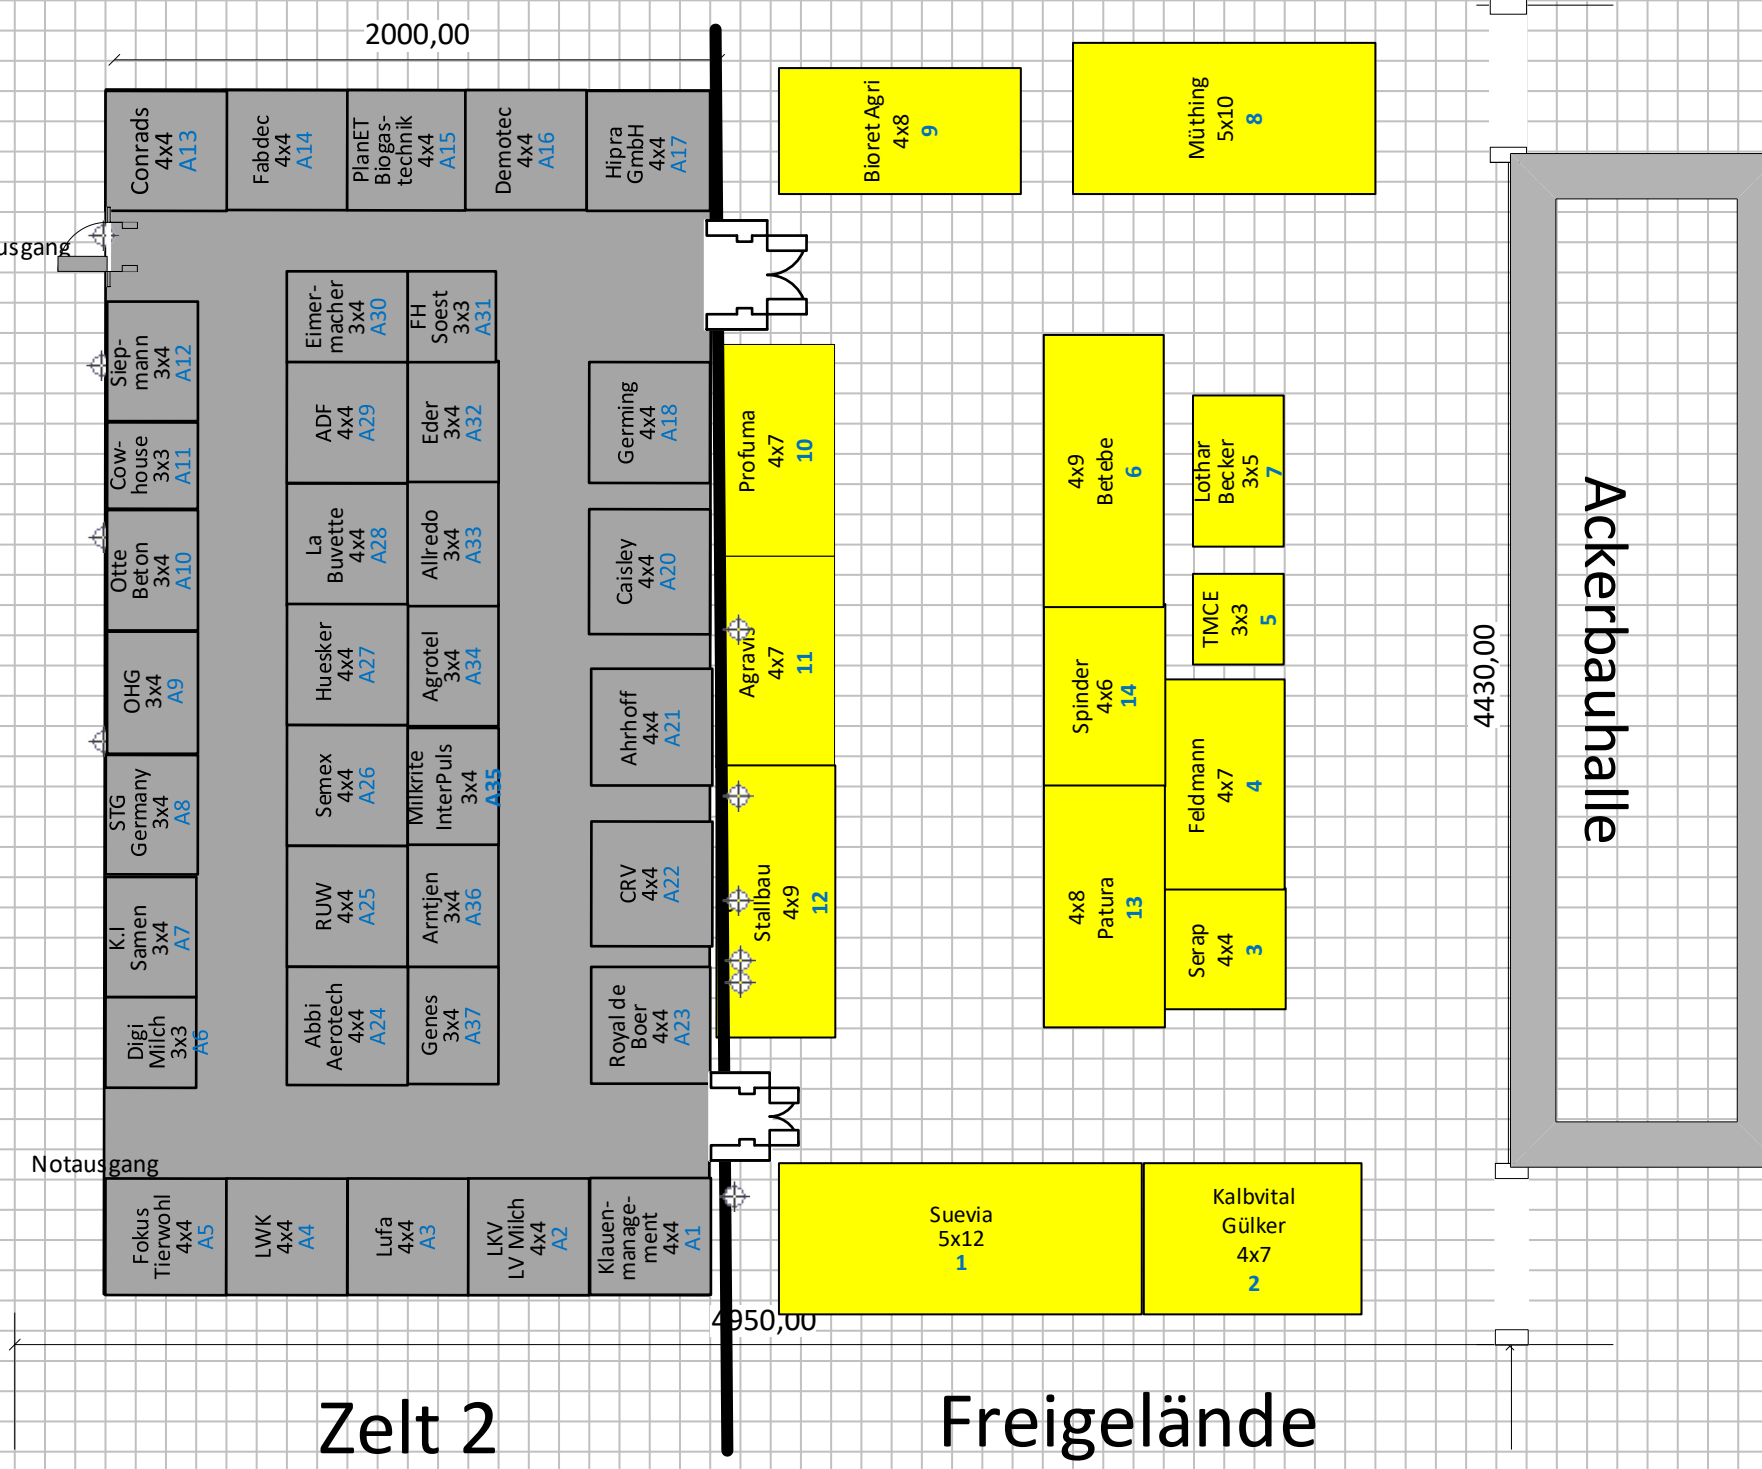 2000,00
Conrads
4x4
A13
Fabdec
4x4
A14
PlanET
Biogas-
technik
4x4
A15
Demotec
4x4
A16
Hipra
GmbH
4x4
A17
Bioret Agri
4x8
9
Müthing
5x10
8
usgang
Siep-
mann
3x4
A12
Cow-
house
3x3
A11
Otte
Beton
3x4
A10
OHG
3x4
A9
STG
Germany
3x4
A8
K.I
Samen
3x4
A7
Digi
Milch
3x3
A6
Eimer-
macher
3x4
A30
FH
Soest
3x3
A31
ADF
4x4
A29
Eder
3x4
A32
La
Buvette
4x4
A28
Allredo
3x4
A33
Huesker
4x4
A27
Agrotel
3x4
A34
Semex
4x4
A26
Milkrite
InterPuls
3x4
A35
RUW
4x4
A25
Arntjen
3x4
A36
Abbi
Aerotech
4x4
A24
Genes
3x4
A37
Germing
4x4
A18
Caisley
4x4
A20
Ahrhoff
4x4
A21
CRV
4x4
A22
Royal de
Boer
4x4
A23
Profuma
4x7
10
Agravis
4x7
11
Stallbau
4x9
12
4x9
Betebe
6
Lothar
Becker
3x5
7
TMCE
3x3
5
Spinder
4x6
14
Feldmann
4x7
4
4x8
Patura
13
Serap
4x4
3
4430,00
Ackerbauhalle
Notausgang
Fokus
Tierwohl
4x4
A5
LWK
4x4
A4
Lufa
4x4
A3
LKV
LV Milch
4x4
A2
Klauen-
manage-
ment
4x4
A1
Suevia
5x12
1
Kalbvital
Gülker
4x7
2
4950,00
Zelt 2
Freigelände